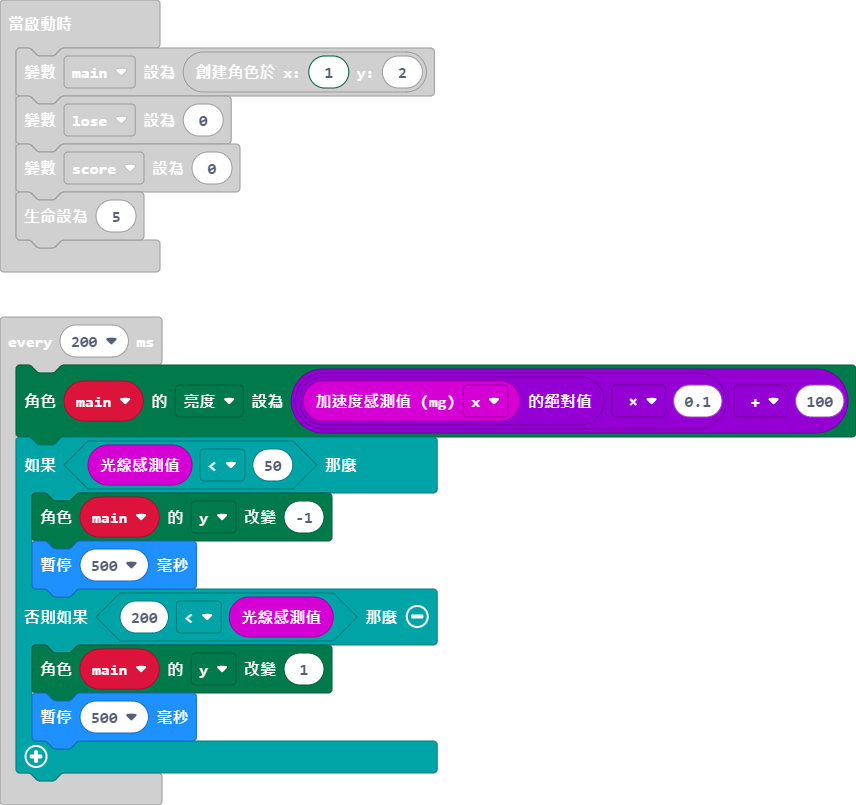 當啟動時
變數 main 設為 創建角色於 x: 1 y: 2
變數 lose 設為 0
變數 score 設為 0
生命設為 5
every 200 ms
角色 main 的 亮度 設為 加速度感測值 (mg) x 的絕對值 × 0.1 + 100
如果 光線感測值 < 50 那麼
角色 main 的 y 改變 -1
暫停 500 毫秒
否則如果 200 < 光線感測值 那麼
角色 main 的 y 改變 1
暫停 500 毫秒